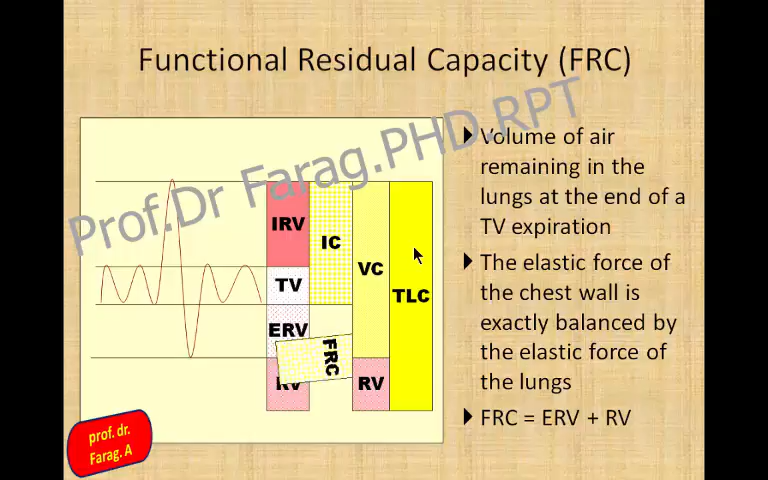 Functional Residual Capacity (FRC)
Prof.Dr Farag.PHD.RPT
IRV
IC
VC
TLC
TV
ERV
FRC
RV
RV
Volume of air
remaining in the
lungs at the end of a
TV expiration
The elastic force of
the chest wall is
exactly balanced by
the elastic force of
the lungs
FRC = ERV + RV
prof. dr.
Farag. A